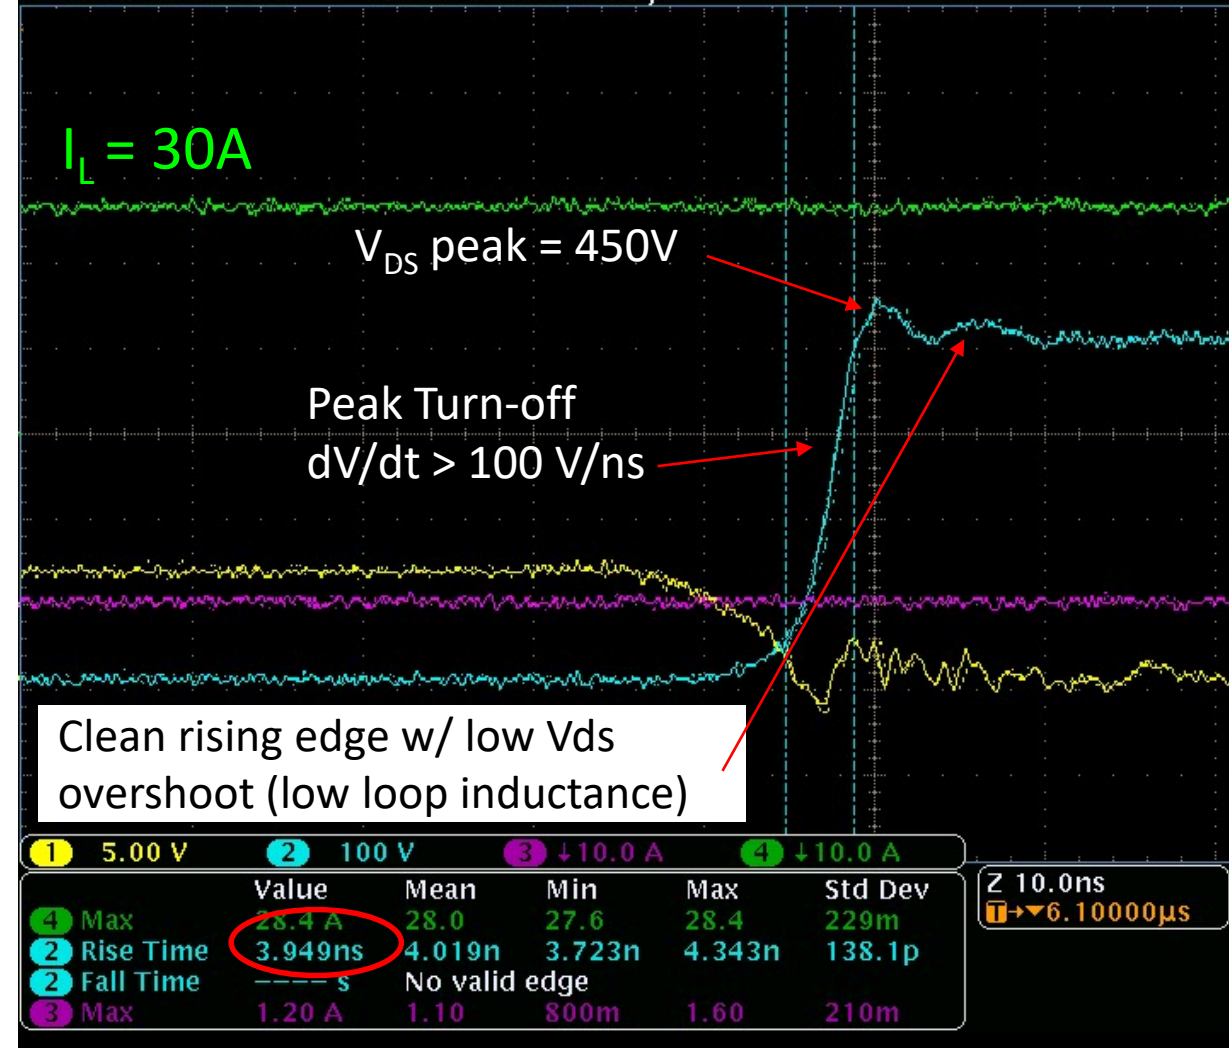 I_L = 30A
V_DS peak = 450V
Peak Turn-off
dV/dt > 100 V/ns
Clean rising edge w/ low Vds
overshoot (low loop inductance)
1 5.00 V 2 100 V 3 ↓10.0 A 4 ↓10.0 A
Z 10.0ns
T→▼6.10000µs
Value Mean Min Max Std Dev
4 Max 28.4 A 28.0 27.6 28.4 229m
2 Rise Time 3.949ns 4.019n 3.723n 4.343n 138.1p
2 Fall Time ---- s No valid edge
3 Max 1.20 A 1.10 800m 1.60 210m